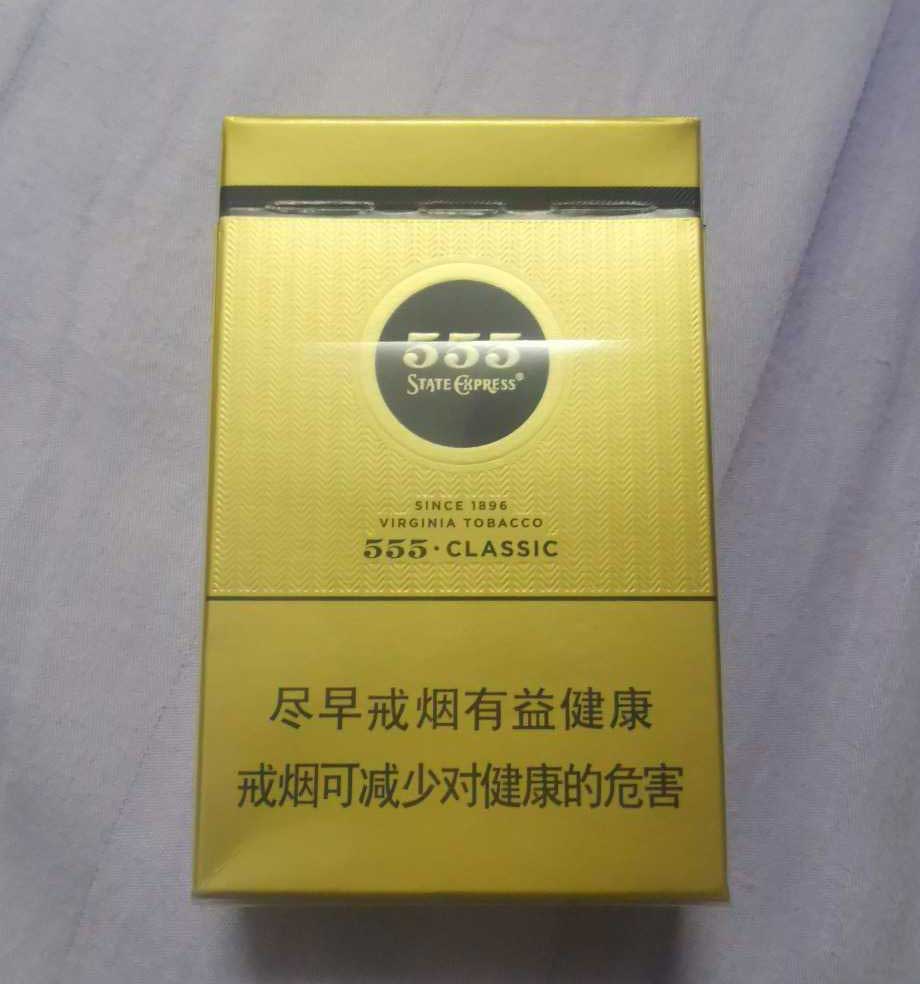 555
STATE EXPRESS®
SINCE 1896
VIRGINIA TOBACCO
555·CLASSIC
尽早戒烟有益健康
戒烟可减少对健康的危害